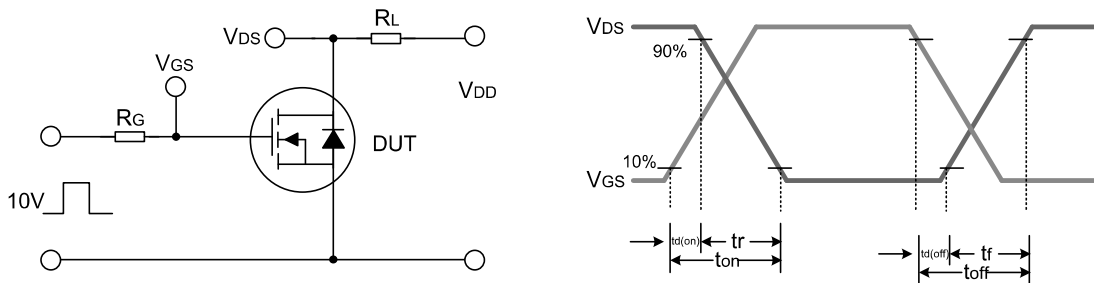 RL
VDS
VGS
VDD
RG
DUT
10V
VDS
90%
10%
VGS
td(on)
tr
ton
td(off)
tf
toff